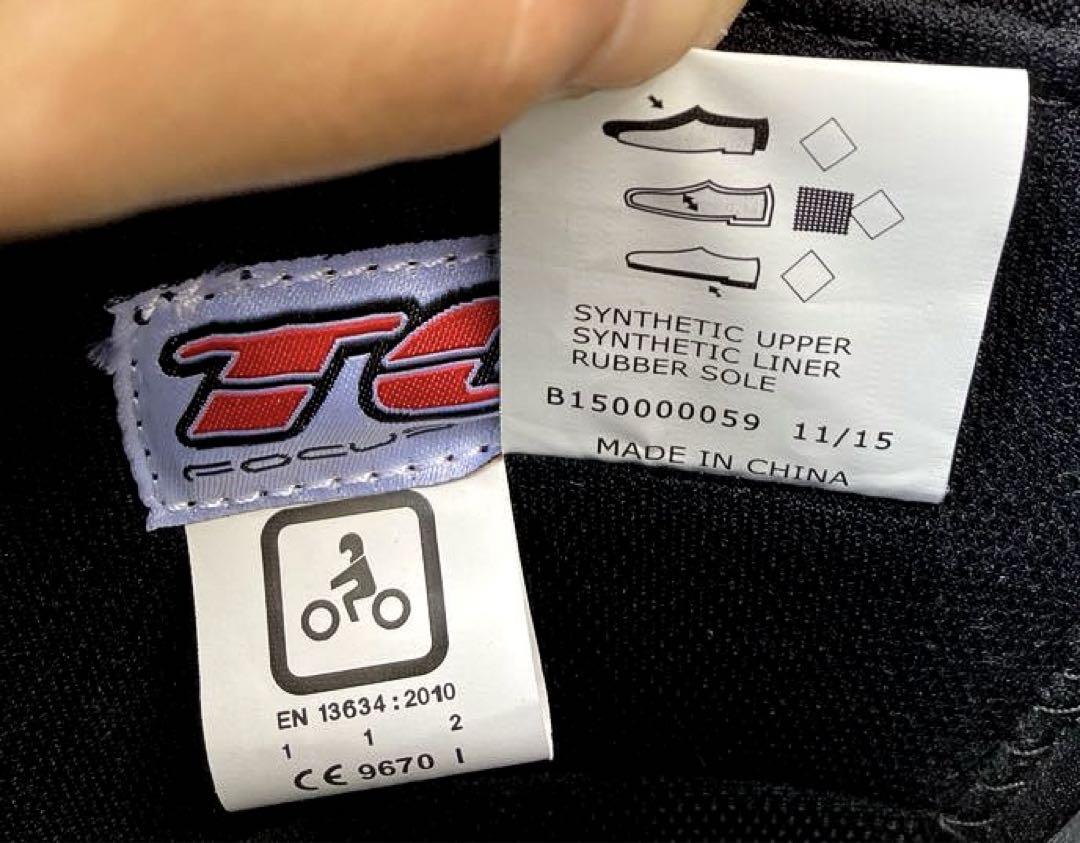 SYNTHETIC UPPER
SYNTHETIC LINER
RUBBER SOLE
B150000059 11/15
MADE IN CHINA
FOCUS
EN 13634:2010
1 1 2
CE 9670 I